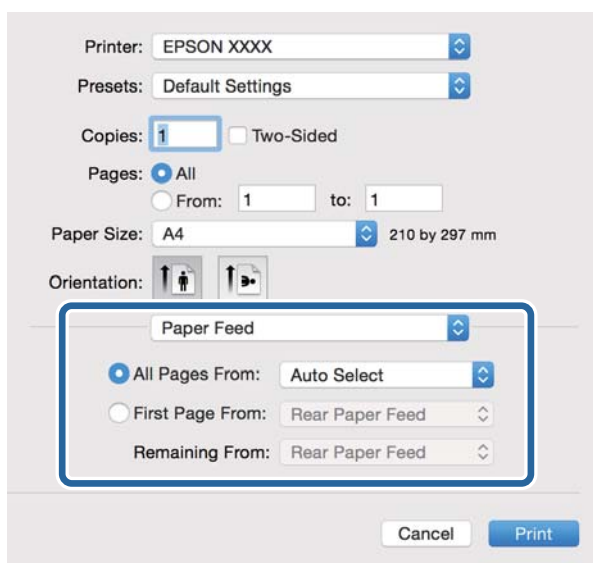 Printer: EPSON XXXX
Presets: Default Settings
Copies: 1 Two-Sided
Pages: All
From: 1 to: 1
Paper Size: A4 210 by 297 mm
Orientation:
Paper Feed
All Pages From: Auto Select
First Page From: Rear Paper Feed
Remaining From: Rear Paper Feed
Cancel Print